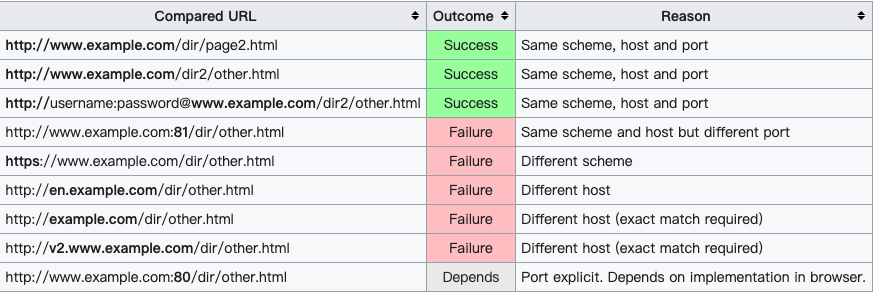 Compared URL Outcome Reason
http://www.example.com/dir/page2.html Success Same scheme, host and port
http://www.example.com/dir2/other.html Success Same scheme, host and port
http://username:password@www.example.com/dir2/other.html Success Same scheme, host and port
http://www.example.com:81/dir/other.html Failure Same scheme and host but different port
https://www.example.com/dir/other.html Failure Different scheme
http://en.example.com/dir/other.html Failure Different host
http://example.com/dir/other.html Failure Different host (exact match required)
http://v2.www.example.com/dir/other.html Failure Different host (exact match required)
http://www.example.com:80/dir/other.html Depends Port explicit. Depends on implementation in browser.